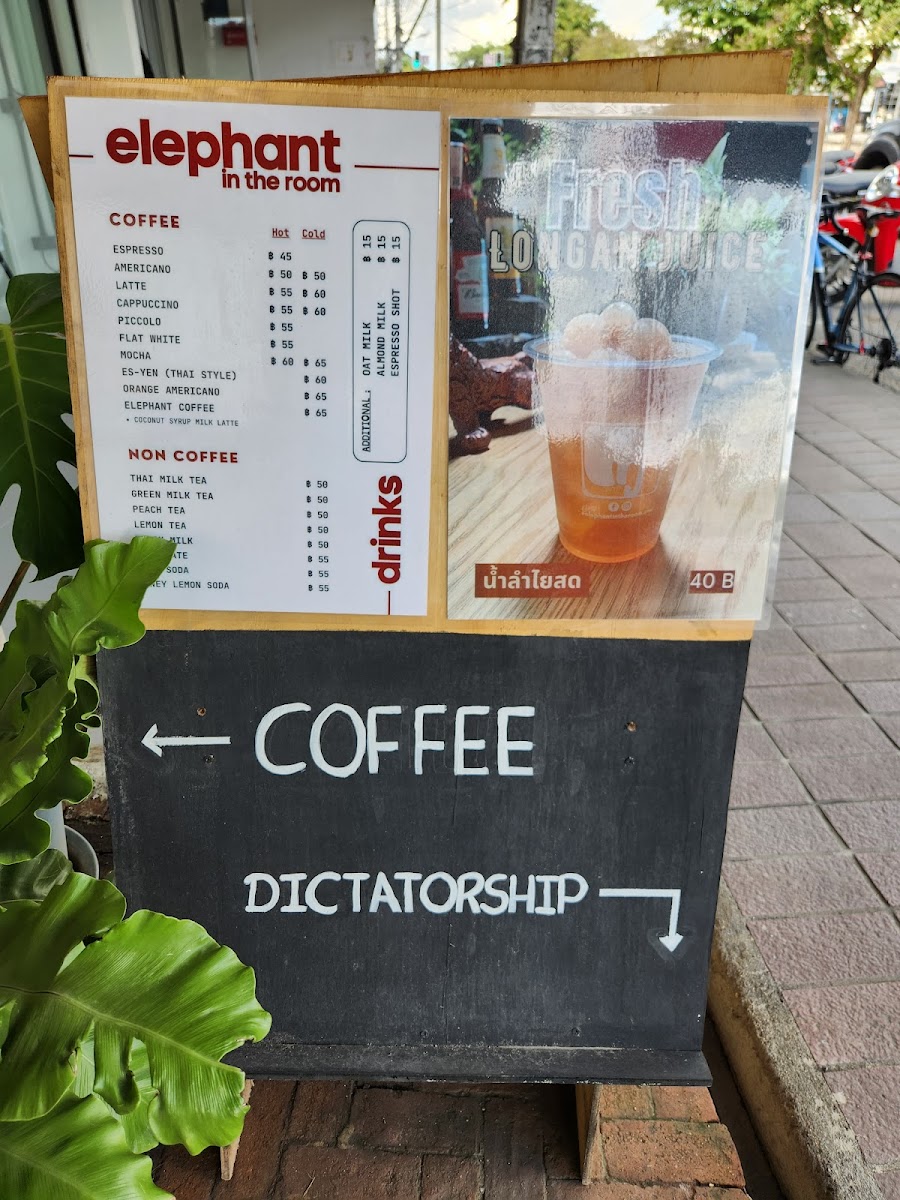 elephant
in the room
COFFEE
Hot Cold
ESPRESSO ฿ 45
AMERICANO ฿ 50 ฿ 50
LATTE ฿ 55 ฿ 60
CAPPUCCINO ฿ 55 ฿ 60
PICCOLO ฿ 55
FLAT WHITE ฿ 55
MOCHA ฿ 60 ฿ 65
ES-YEN (THAI STYLE) ฿ 60
ORANGE AMERICANO ฿ 65
ELEPHANT COFFEE ฿ 65
* COCONUT SYRUP MILK LATTE
ADDITIONAL: OAT MILK ฿ 15
ALMOND MILK ฿ 15
ESPRESSO SHOT ฿ 15
NON COFFEE
THAI MILK TEA ฿ 50
GREEN MILK TEA ฿ 50
PEACH TEA ฿ 50
LEMON TEA ฿ 50
MILK ฿ 50
฿ 55
SODA ฿ 55
LEMON SODA ฿ 55
drinks
Fresh
LONGAN JUICE
น้ำลำไยสด
40 B
← COFFEE
DICTATORSHIP